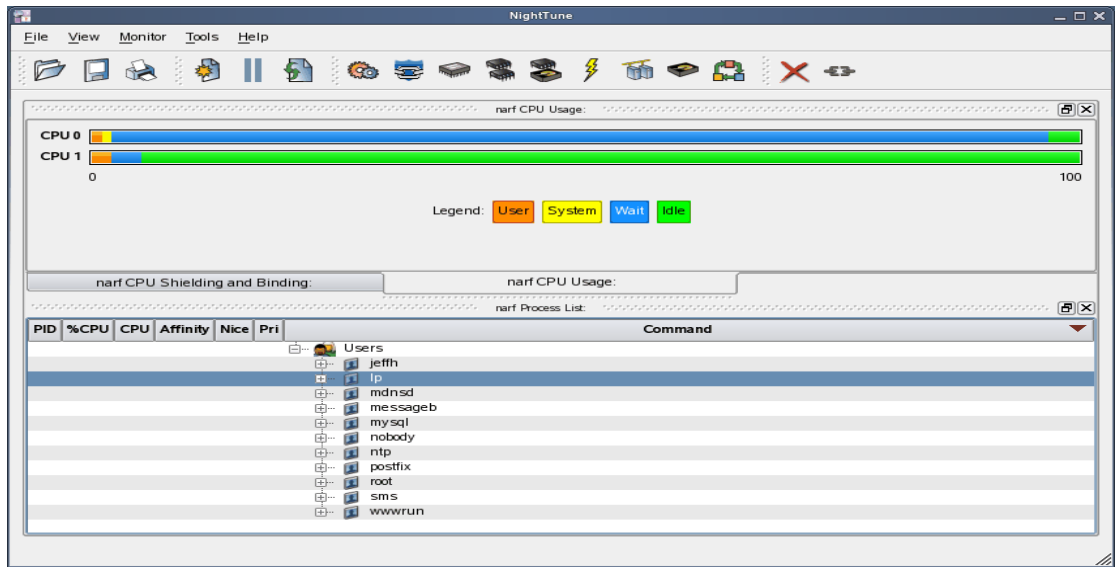 NightTune
File View Monitor Tools Help
narf CPU Usage:
CPU 0
CPU 1
0 100
Legend: User System Wait Idle
narf CPU Shielding and Binding: narf CPU Usage:
narf Process List:
PID %CPU CPU Affinity Nice Pri Command
Users
jeffh
lp
mdnsd
messageb
mysql
nobody
ntp
postfix
root
sms
wwwrun